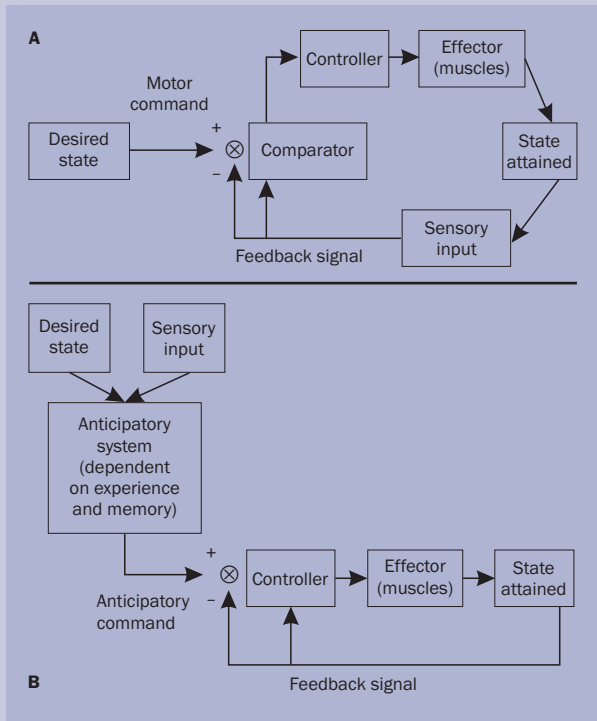 A
Controller
Effector
(muscles)
Motor
command
Desired
state
+
⊗
−
Comparator
State
attained
Sensory
input
Feedback signal
Desired
state
Sensory
input
Anticipatory
system
(dependent
on experience
and memory)
+
⊗
−
Controller
Effector
(muscles)
State
attained
Anticipatory
command
Feedback signal
B